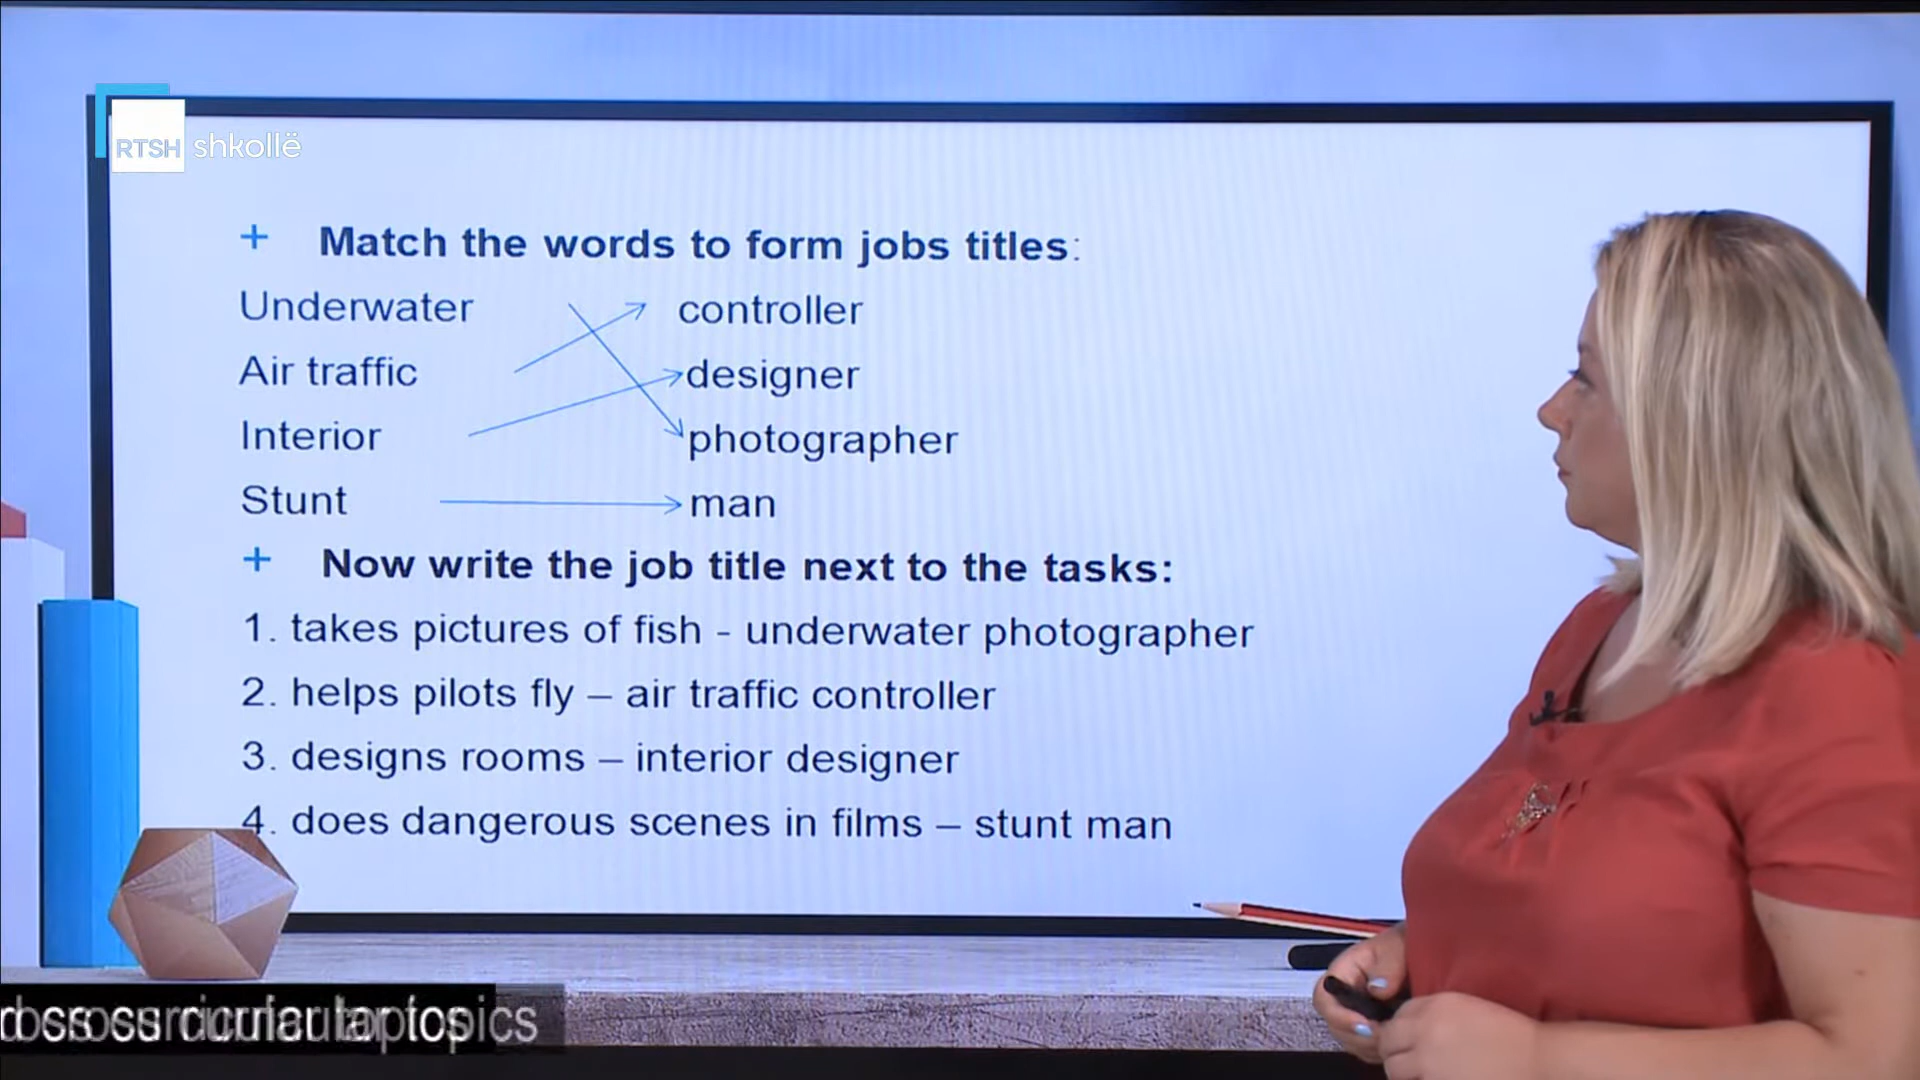 RTSH shkollë
+ Match the words to form jobs titles:
Underwater controller
Air traffic designer
Interior photographer
Stunt man
+ Now write the job title next to the tasks:
1. takes pictures of fish - underwater photographer
2. helps pilots fly – air traffic controller
3. designs rooms – interior designer
4. does dangerous scenes in films – stunt man
topics